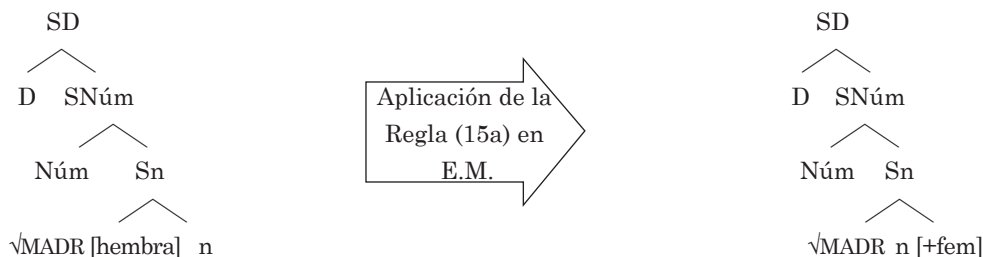 SD
SD
D SNúm
Aplicación de la
D SNúm
Regla (15a) en
Núm Sn
E.M.
Núm Sn
√MADR [hembra] n
√MADR n [+fem]